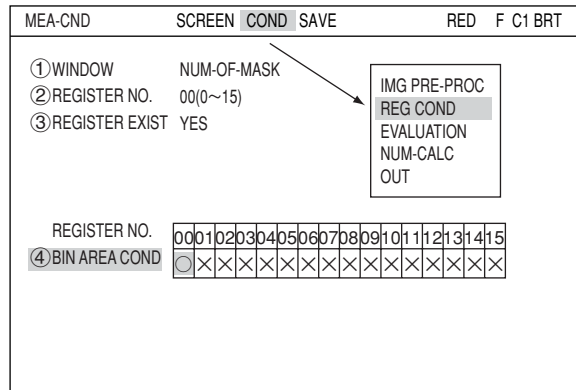 MEA-CND SCREEN COND SAVE RED F C1 BRT
①WINDOW NUM-OF-MASK
②REGISTER NO. 00(0～15)
③REGISTER EXIST YES
IMG PRE-PROC
REG COND
EVALUATION
NUM-CALC
OUT
REGISTER NO. 00 01 02 03 04 05 06 07 08 09 10 11 12 13 14 15
④BIN AREA COND ○ × × × × × × × × × × × × × × ×